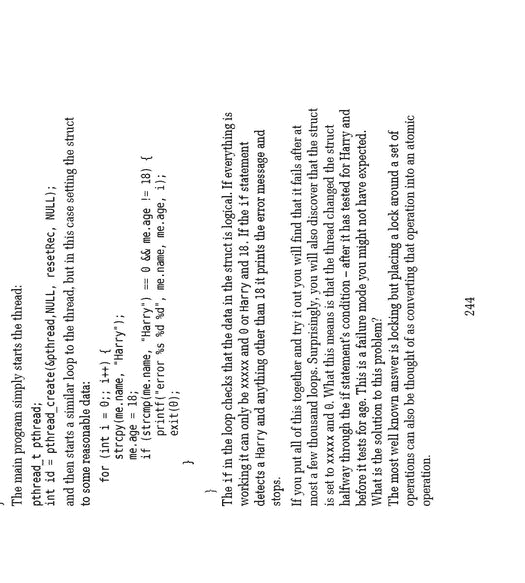 }
The main program simply starts the thread:
pthread_t pthread;
int id = pthread_create(&pthread,NULL, resetRec, NULL);
and then starts a similar loop to the thread, but in this case setting the struct
to some reasonable data:
for (int i = 0;; i++) {
strcpy(me.name, "Harry");
me.age = 18;
if (strcmp(me.name, "Harry") == 0 && me.age != 18) {
printf("error %s %d %d", me.name, me.age, i);
exit(0);
}
}
The if in the loop checks that the data in the struct is logical. If everything is
working it can only be xxxxx and 0 or Harry and 18. If the if statement
detects a Harry and anything other than 18 it prints the error message and
stops.
If you put all of this together and try it out you will find that it fails after at
most a few thousand loops. Surprisingly, you will also discover that the struct
is set to xxxxx and 0. What this means is that the thread changed the struct
halfway through the if statement's condition – after it has tested for Harry and
before it tests for age. This is a failure mode you might not have expected.
What is the solution to this problem?
The most well known answer is locking but placing a lock around a set of
operations can also be thought of as converting that operation into an atomic
operation.
244